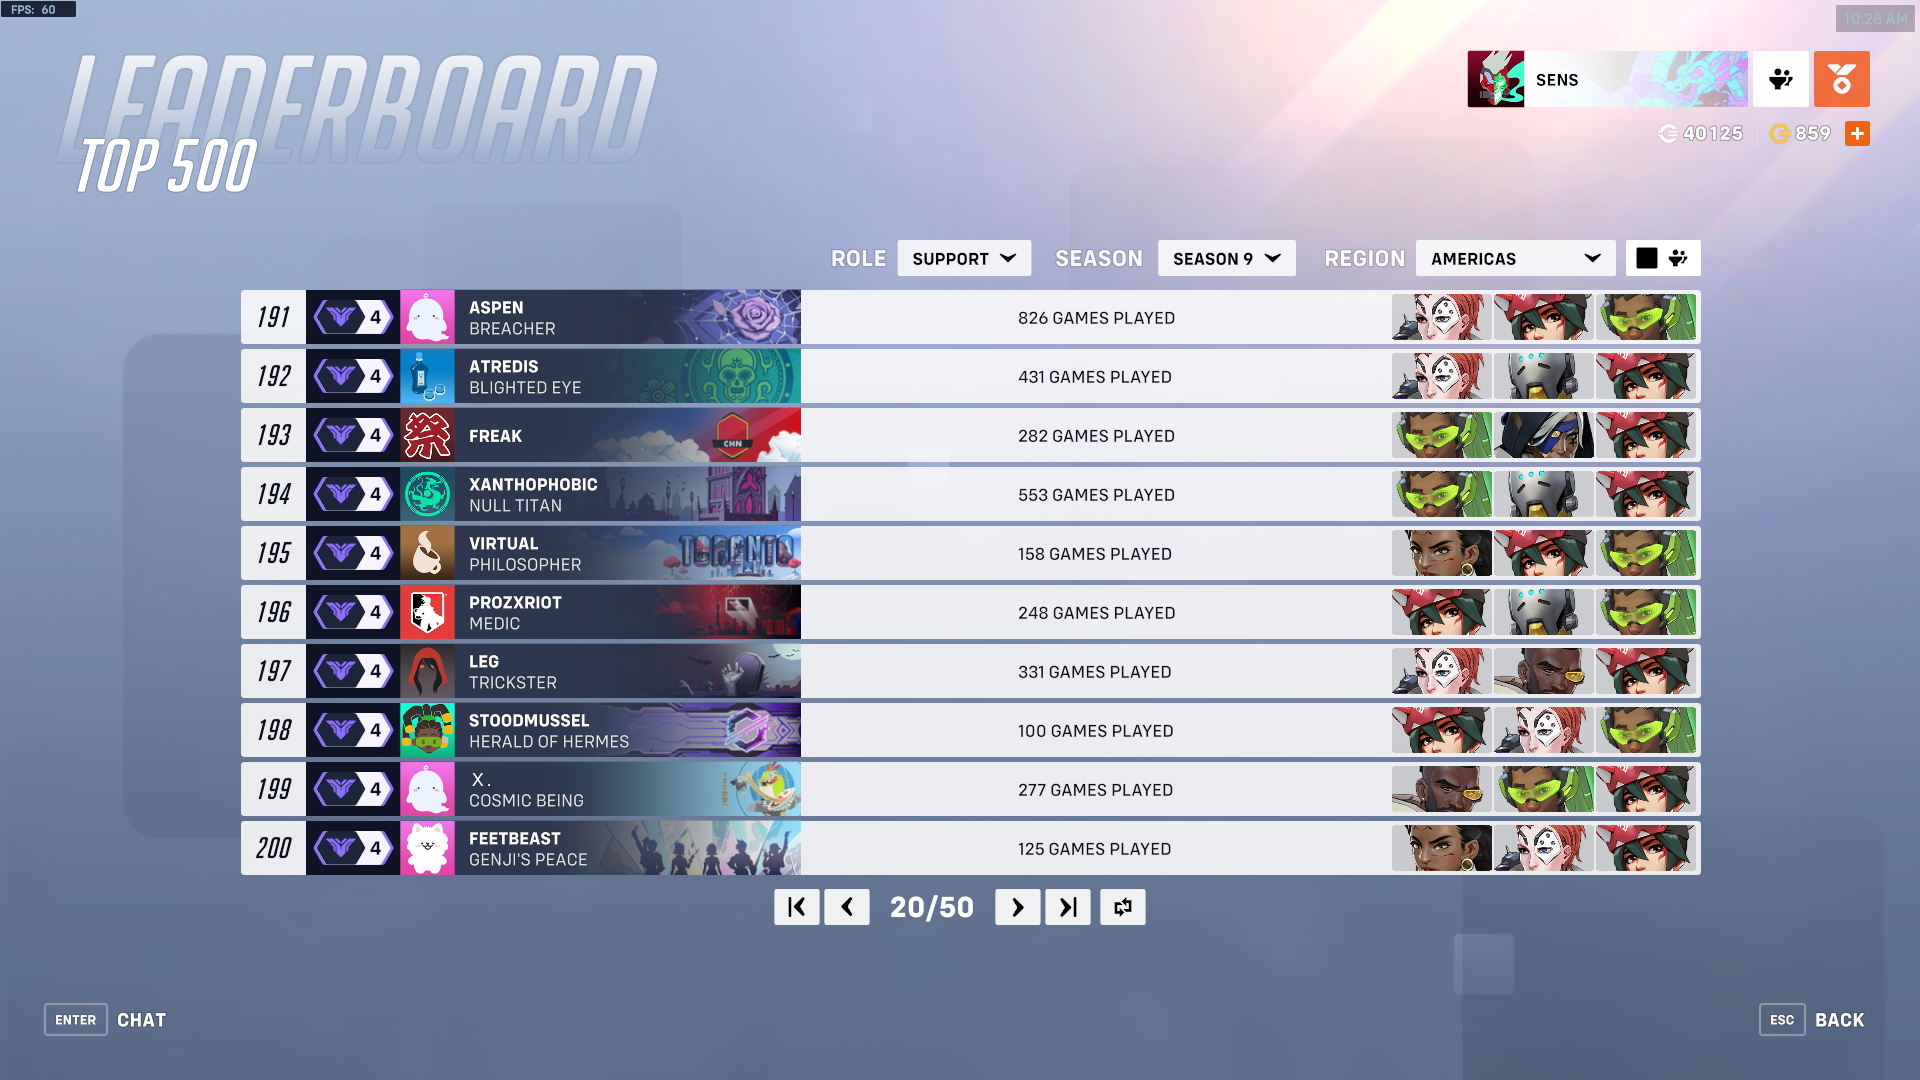 FPS: 60
10:28 AM
LEADERBOARD
TOP 500
SENS
40125
859
ROLE
SUPPORT
SEASON
SEASON 9
REGION
AMERICAS
191 4 ASPEN
BREACHER
826 GAMES PLAYED
192 4 ATREDIS
BLIGHTED EYE
431 GAMES PLAYED
193 4 FREAK
祭
CHN
282 GAMES PLAYED
194 4 XANTHOPHOBIC
NULL TITAN
553 GAMES PLAYED
195 4 VIRTUAL
PHILOSOPHER
TORONTO
158 GAMES PLAYED
196 4 PROZXRIOT
MEDIC
248 GAMES PLAYED
197 4 LEG
TRICKSTER
331 GAMES PLAYED
198 4 STOODMUSSEL
HERALD OF HERMES
100 GAMES PLAYED
199 4 X.
COSMIC BEING
277 GAMES PLAYED
200 4 FEETBEAST
GENJI'S PEACE
125 GAMES PLAYED
20/50
ENTER CHAT
ESC BACK